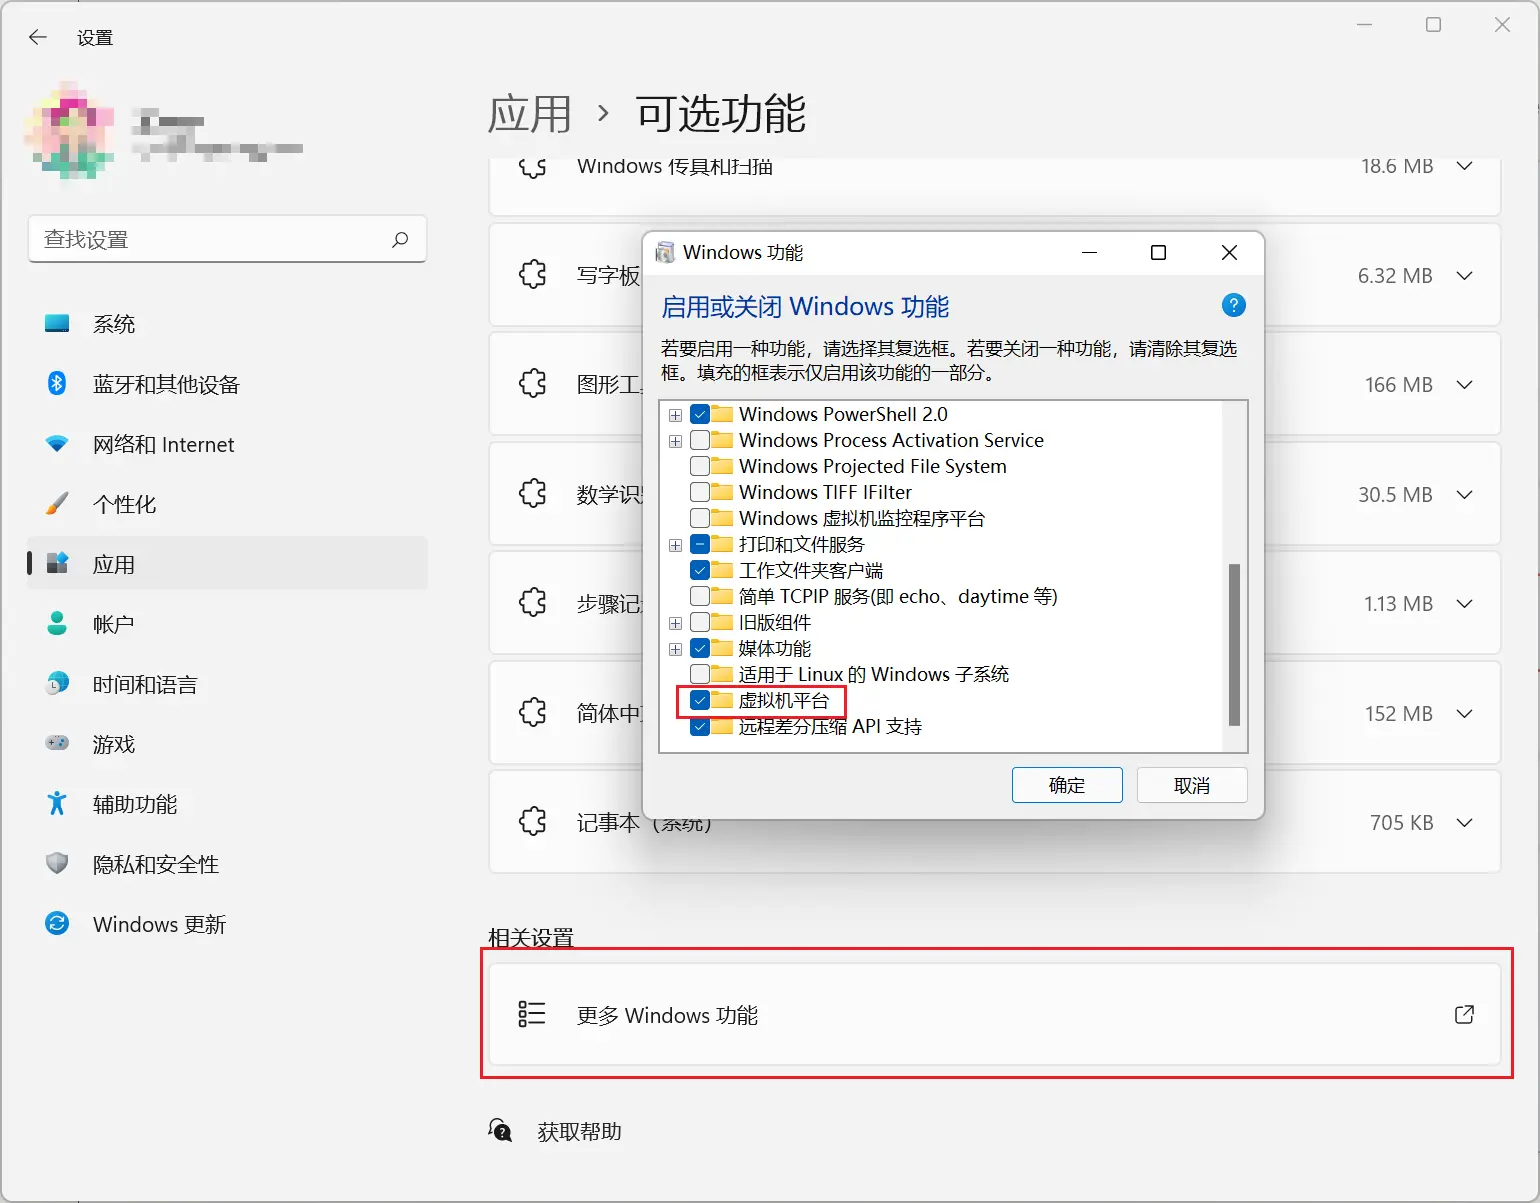 设置
查找设置
系统
蓝牙和其他设备
网络和 Internet
个性化
应用
帐户
时间和语言
游戏
辅助功能
隐私和安全性
Windows 更新
应用 › 可选功能
Windows 传真和扫描 18.6 MB
写字板 6.32 MB
图形工 166 MB
数学识 30.5 MB
步骤记 1.13 MB
简体中 152 MB
记事本（系统） 705 KB
Windows 功能
启用或关闭 Windows 功能
若要启用一种功能，请选择其复选框。若要关闭一种功能，请清除其复选
框。填充的框表示仅启用该功能的一部分。
Windows PowerShell 2.0
Windows Process Activation Service
Windows Projected File System
Windows TIFF IFilter
Windows 虚拟机监控程序平台
打印和文件服务
工作文件夹客户端
简单 TCPIP 服务(即 echo、daytime 等)
旧版组件
媒体功能
适用于 Linux 的 Windows 子系统
虚拟机平台
远程差分压缩 API 支持
确定 取消
相关设置
更多 Windows 功能
获取帮助